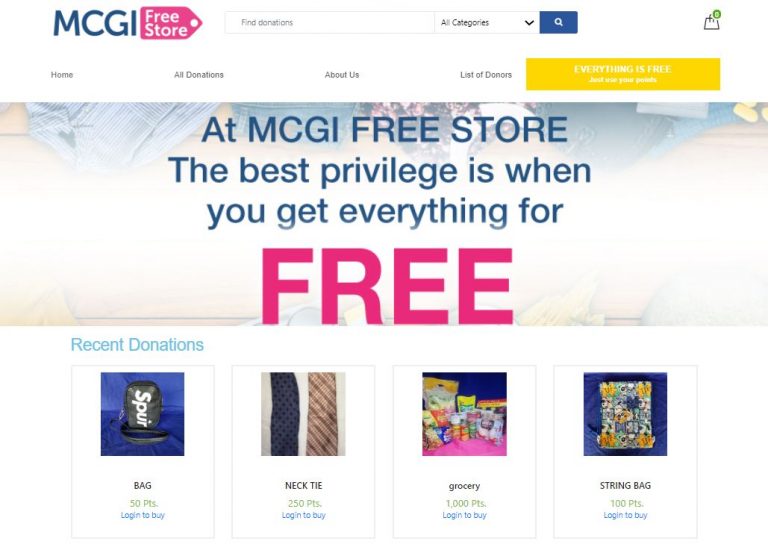 MCGI Free Store
Find donations
All Categories
0
Home
All Donations
About Us
List of Donors
EVERYTHING IS FREE
Just use your points
At MCGI FREE STORE
The best privilege is when
you get everything for
FREE
Recent Donations
Spur
BAG
50 Pts.
Login to buy
NECK TIE
250 Pts.
Login to buy
grocery
1,000 Pts.
Login to buy
STRING BAG
100 Pts.
Login to buy